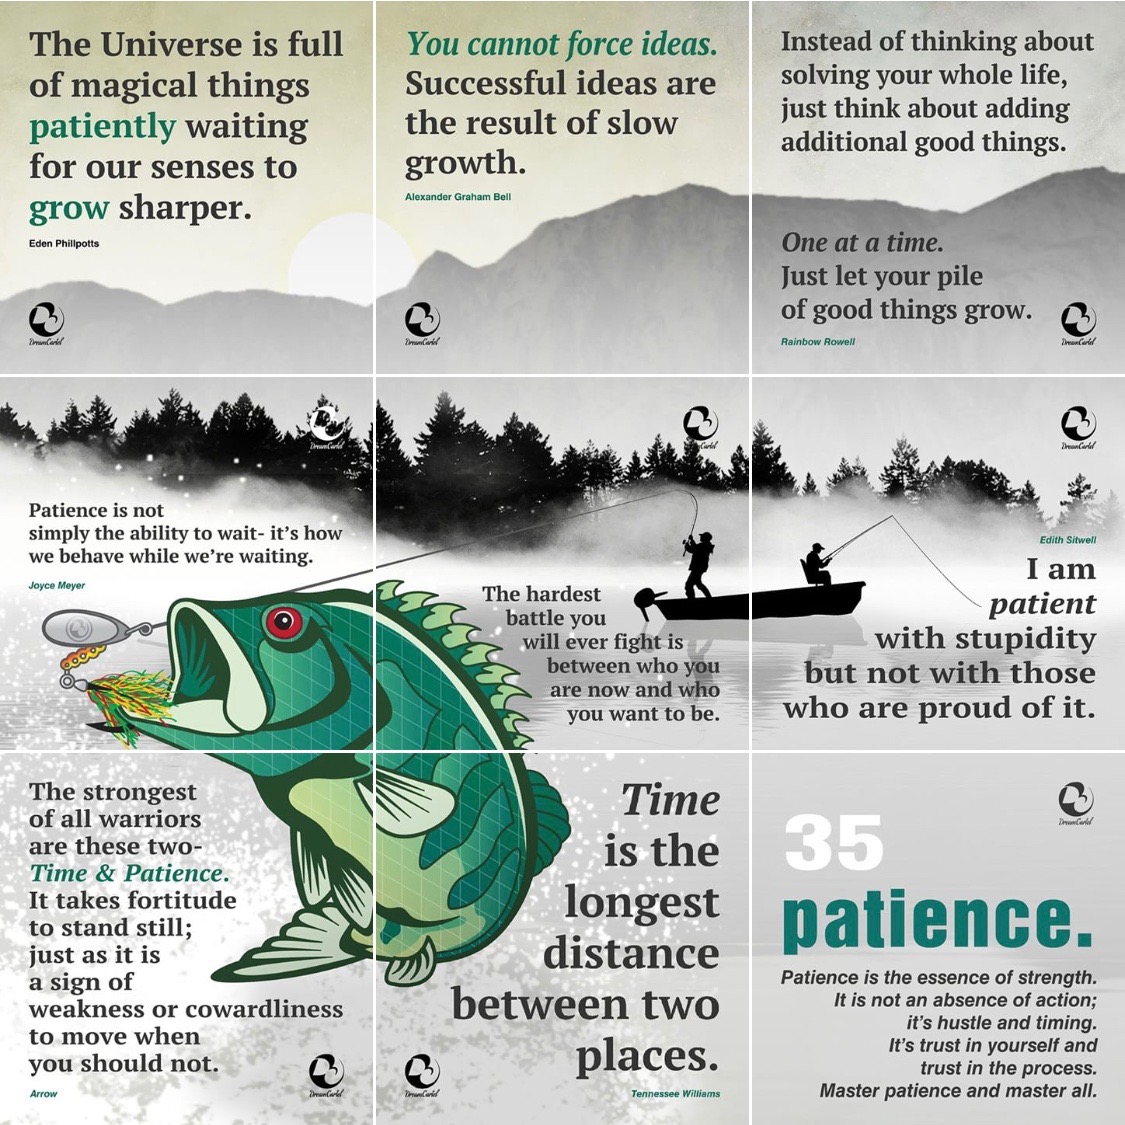 The Universe is full
of magical things
patiently waiting
for our senses to
grow sharper.
Eden Phillpotts
DreamCartel
You cannot force ideas.
Successful ideas are
the result of slow
growth.
Alexander Graham Bell
DreamCartel
Instead of thinking about
solving your whole life,
just think about adding
additional good things.
One at a time.
Just let your pile
of good things grow.
Rainbow Rowell
DreamCartel
DreamCartel
Patience is not
simply the ability to wait- it's how
we behave while we're waiting.
Joyce Meyer
DreamCartel
The hardest
battle you
will ever fight is
between who you
are now and who
you want to be.
DreamCartel
Edith Sitwell
I am
patient
with stupidity
but not with those
who are proud of it.
The strongest
of all warriors
are these two-
Time & Patience.
It takes fortitude
to stand still;
just as it is
a sign of
weakness or cowardliness
to move when
you should not.
Arrow
DreamCartel
Time
is the
longest
distance
between two
places.
Tennessee Williams
DreamCartel
DreamCartel
35
patience.
Patience is the essence of strength.
It is not an absence of action;
it's hustle and timing.
It's trust in yourself and
trust in the process.
Master patience and master all.